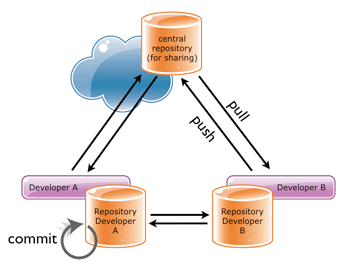 central
repository
(for sharing)
pull
push
Developer A
Developer B
Repository
Developer
A
Repository
Developer
B
commit